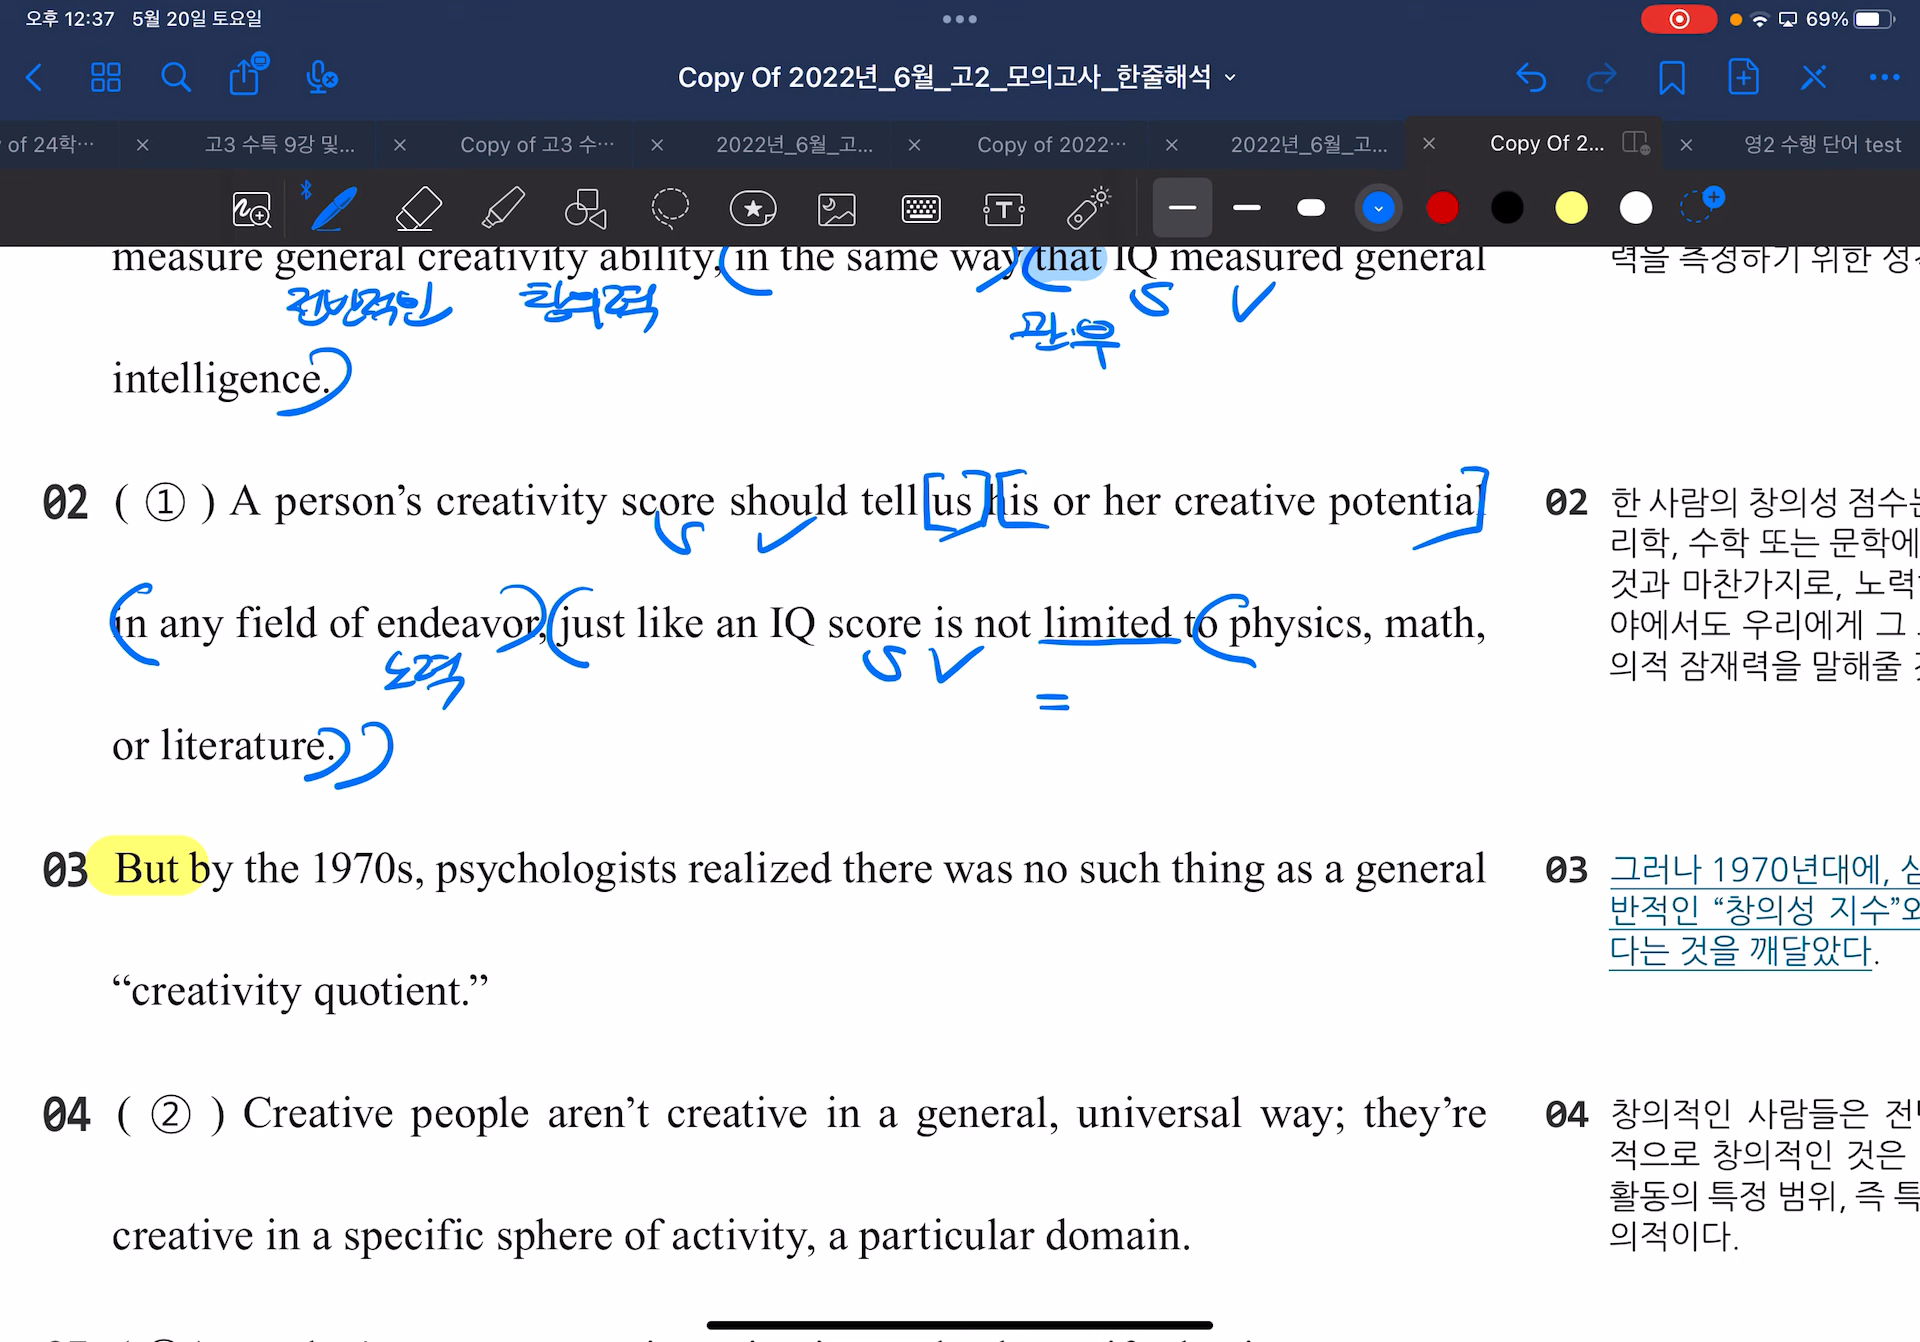 오후 12:37 5월 20일 토요일
69%
Copy Of 2022년_6월_고2_모의고사_한줄해석
of 24학…
고3 수특 9강 및...
Copy of 고3 수…
2022년_6월_고...
Copy of 2022…
2022년_6월_고...
Copy Of 2...
영2 수행 단어 test
measure general creativity ability, in the same way that IQ measured general
전반적인 창의력 S V
관·우
intelligence.
02 ( ① ) A person’s creativity score should tell us his or her creative potential
S V
in any field of endeavor, just like an IQ score is not limited to physics, math,
노력 S V =
or literature.
03 But by the 1970s, psychologists realized there was no such thing as a general
“creativity quotient.”
04 ( ② ) Creative people aren’t creative in a general, universal way; they’re
creative in a specific sphere of activity, a particular domain.
력을 측정하기 위한
02 한 사람의 창의성 점수는
리학, 수학 또는 문학에
것과 마찬가지로,
야에서도 우리에게 그
의적 잠재력을 말해줄
03 그러나 1970년대에,
반적인 “창의성 지수”와
다는 것을 깨달았다.
04 창의적인 사람들은
적으로 창의적인 것은
활동의 특정 범위, 즉
의적이다.